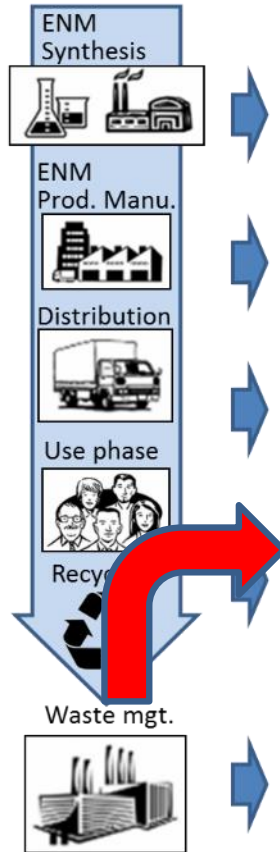 ENM
Synthesis
ENM
Prod. Manu.
Distribution
Use phase
Waste mgt.